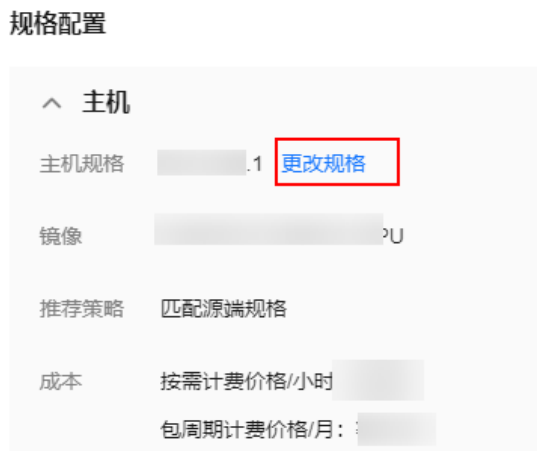 规格配置
主机
主机规格 .1 更改规格
镜像 PU
推荐策略 匹配源端规格
成本 按需计费价格/小时
包周期计费价格/月：